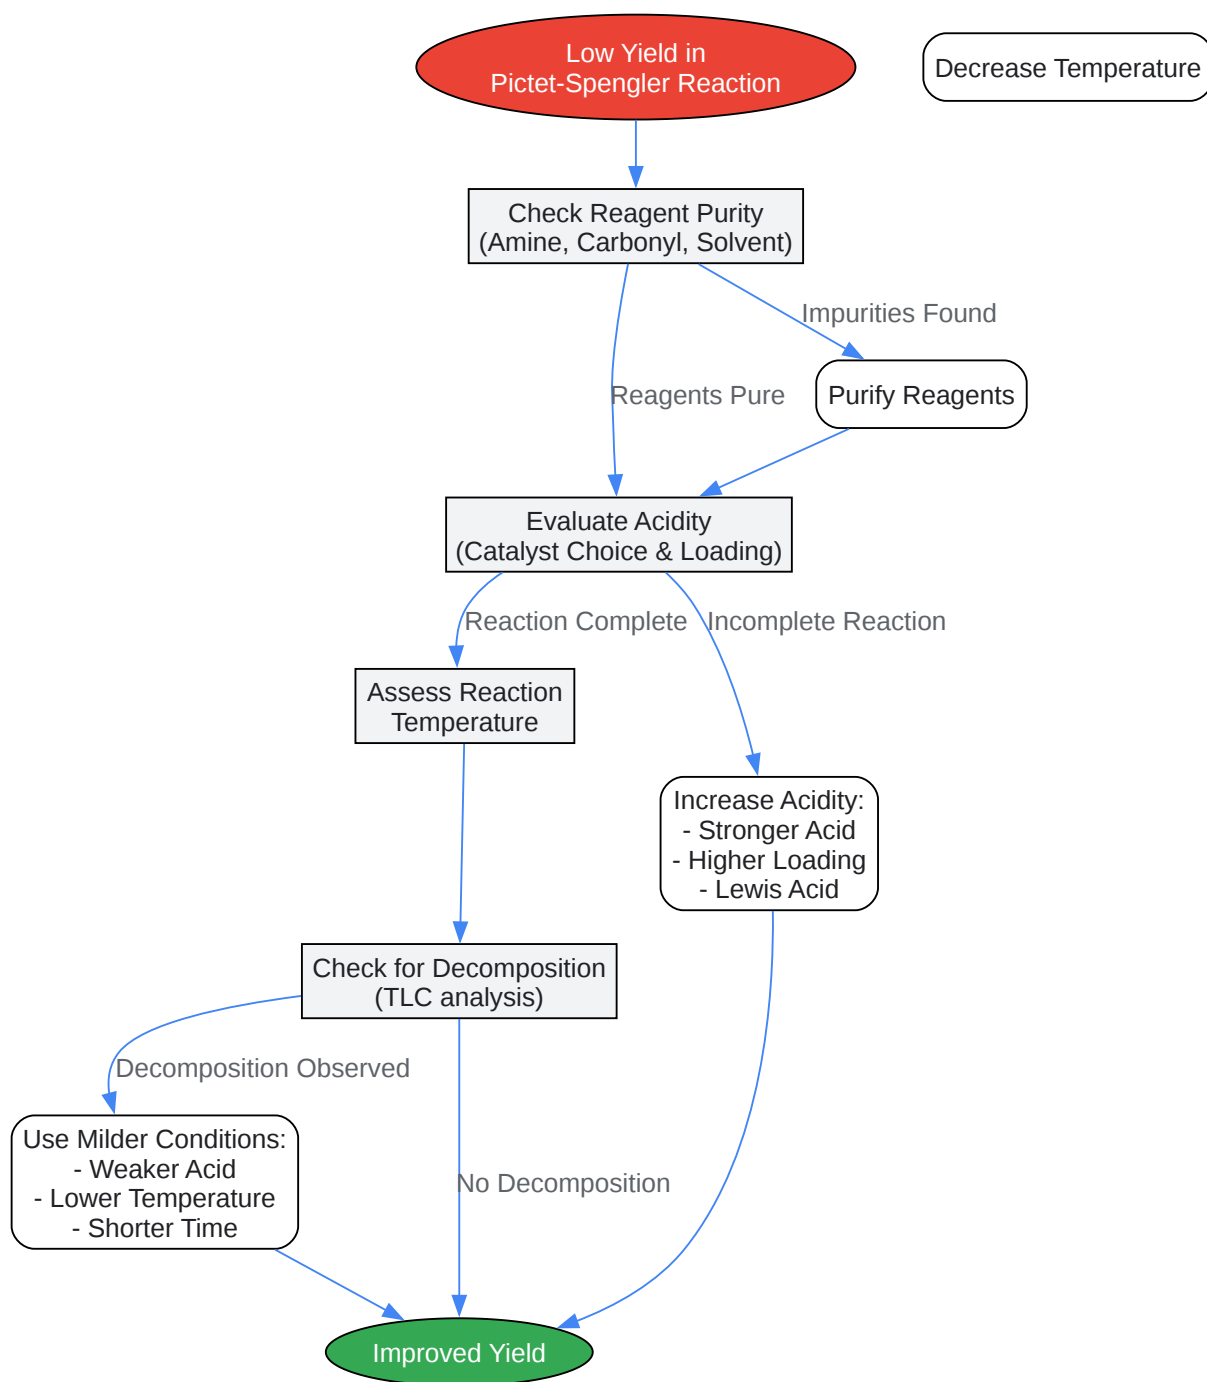 Low Yield in
Pictet-Spengler Reaction
Decrease Temperature
Check Reagent Purity
(Amine, Carbonyl, Solvent)
Impurities Found
Reagents Pure
Purify Reagents
Evaluate Acidity
(Catalyst Choice & Loading)
Reaction Complete
Incomplete Reaction
Assess Reaction
Temperature
Increase Acidity:
- Stronger Acid
- Higher Loading
- Lewis Acid
Check for Decomposition
(TLC analysis)
Decomposition Observed
Use Milder Conditions:
- Weaker Acid
- Lower Temperature
- Shorter Time
No Decomposition
Improved Yield